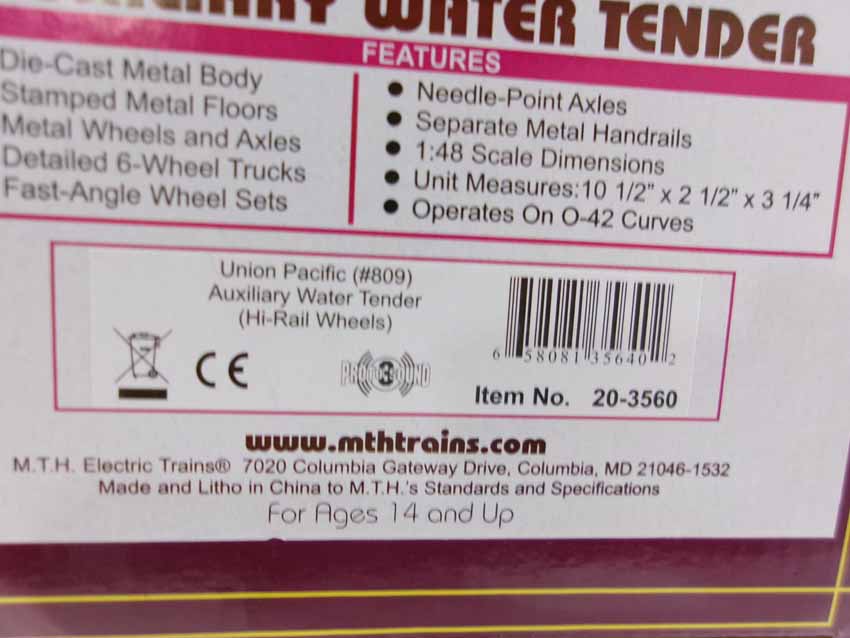 WATER TENDER
FEATURES
Die-Cast Metal Body
Stamped Metal Floors
Metal Wheels and Axles
Detailed 6-Wheel Trucks
Fast-Angle Wheel Sets
● Needle-Point Axles
● Separate Metal Handrails
● 1:48 Scale Dimensions
● Unit Measures:10 1/2" x 2 1/2" x 3 1/4"
● Operates On O-42 Curves
Union Pacific (#809)
Auxiliary Water Tender
(Hi-Rail Wheels)
CE
PROTO 3 SOUND
6 58081 35640 2
Item No. 20-3560
www.mthtrains.com
M.T.H. Electric Trains® 7020 Columbia Gateway Drive, Columbia, MD 21046-1532
Made and Litho in China to M.T.H.'s Standards and Specifications
For Ages 14 and Up